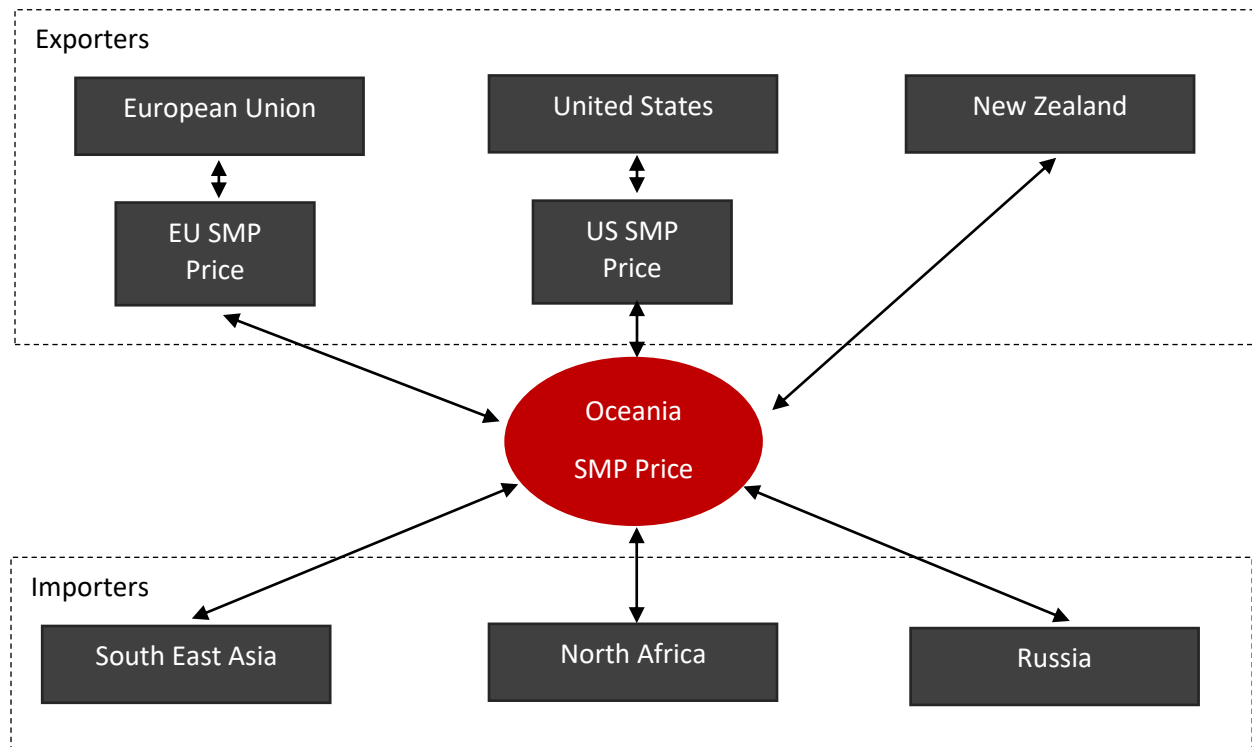 Exporters
European Union
United States
New Zealand
EU SMP
Price
US SMP
Price
Oceania
SMP Price
Importers
South East Asia
North Africa
Russia